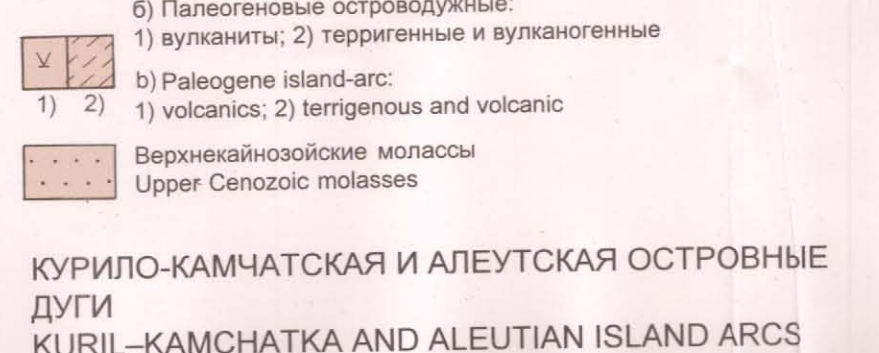 б) Палеогеновые островодужные:
1) вулканиты; 2) терригенные и вулканогенные
b) Paleogene island-arc:
1) 2) 1) volcanics; 2) terrigenous and volcanic
Верхнекайнозойские молассы
Upper Cenozoic molasses
КУРИЛО-КАМЧАТСКАЯ И АЛЕУТСКАЯ ОСТРОВНЫЕ
ДУГИ
KURIL–KAMCHATKA AND ALEUTIAN ISLAND ARCS